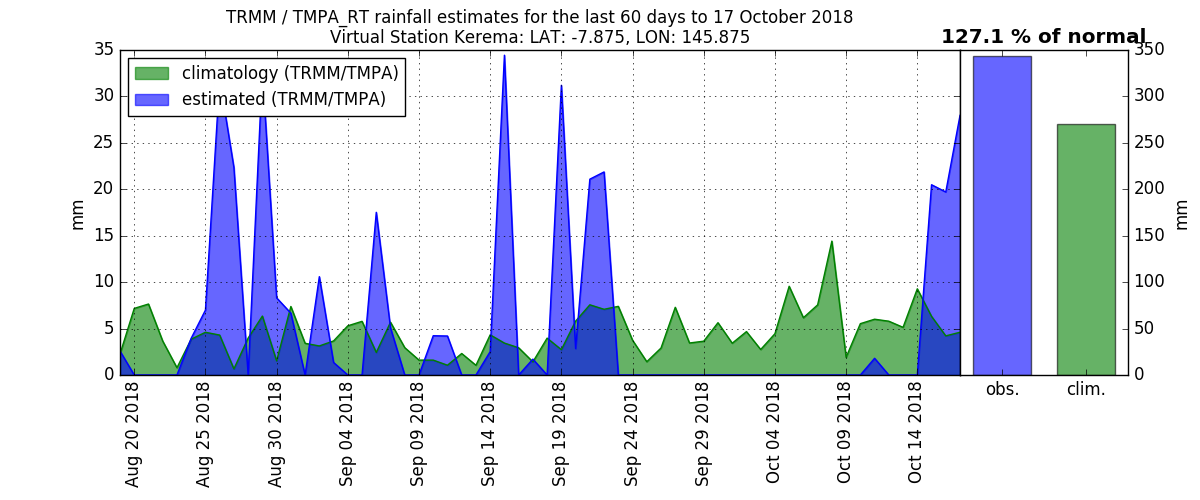 TRMM / TMPA_RT rainfall estimates for the last 60 days to 17 October 2018
Virtual Station Kerema: LAT: -7.875, LON: 145.875
127.1 % of normal
climatology (TRMM/TMPA)
estimated (TRMM/TMPA)
35
30
25
20
15
10
5
0
mm
350
300
250
200
150
100
50
0
mm
Aug 20 2018
Aug 25 2018
Aug 30 2018
Sep 04 2018
Sep 09 2018
Sep 14 2018
Sep 19 2018
Sep 24 2018
Sep 29 2018
Oct 04 2018
Oct 09 2018
Oct 14 2018
obs.
clim.